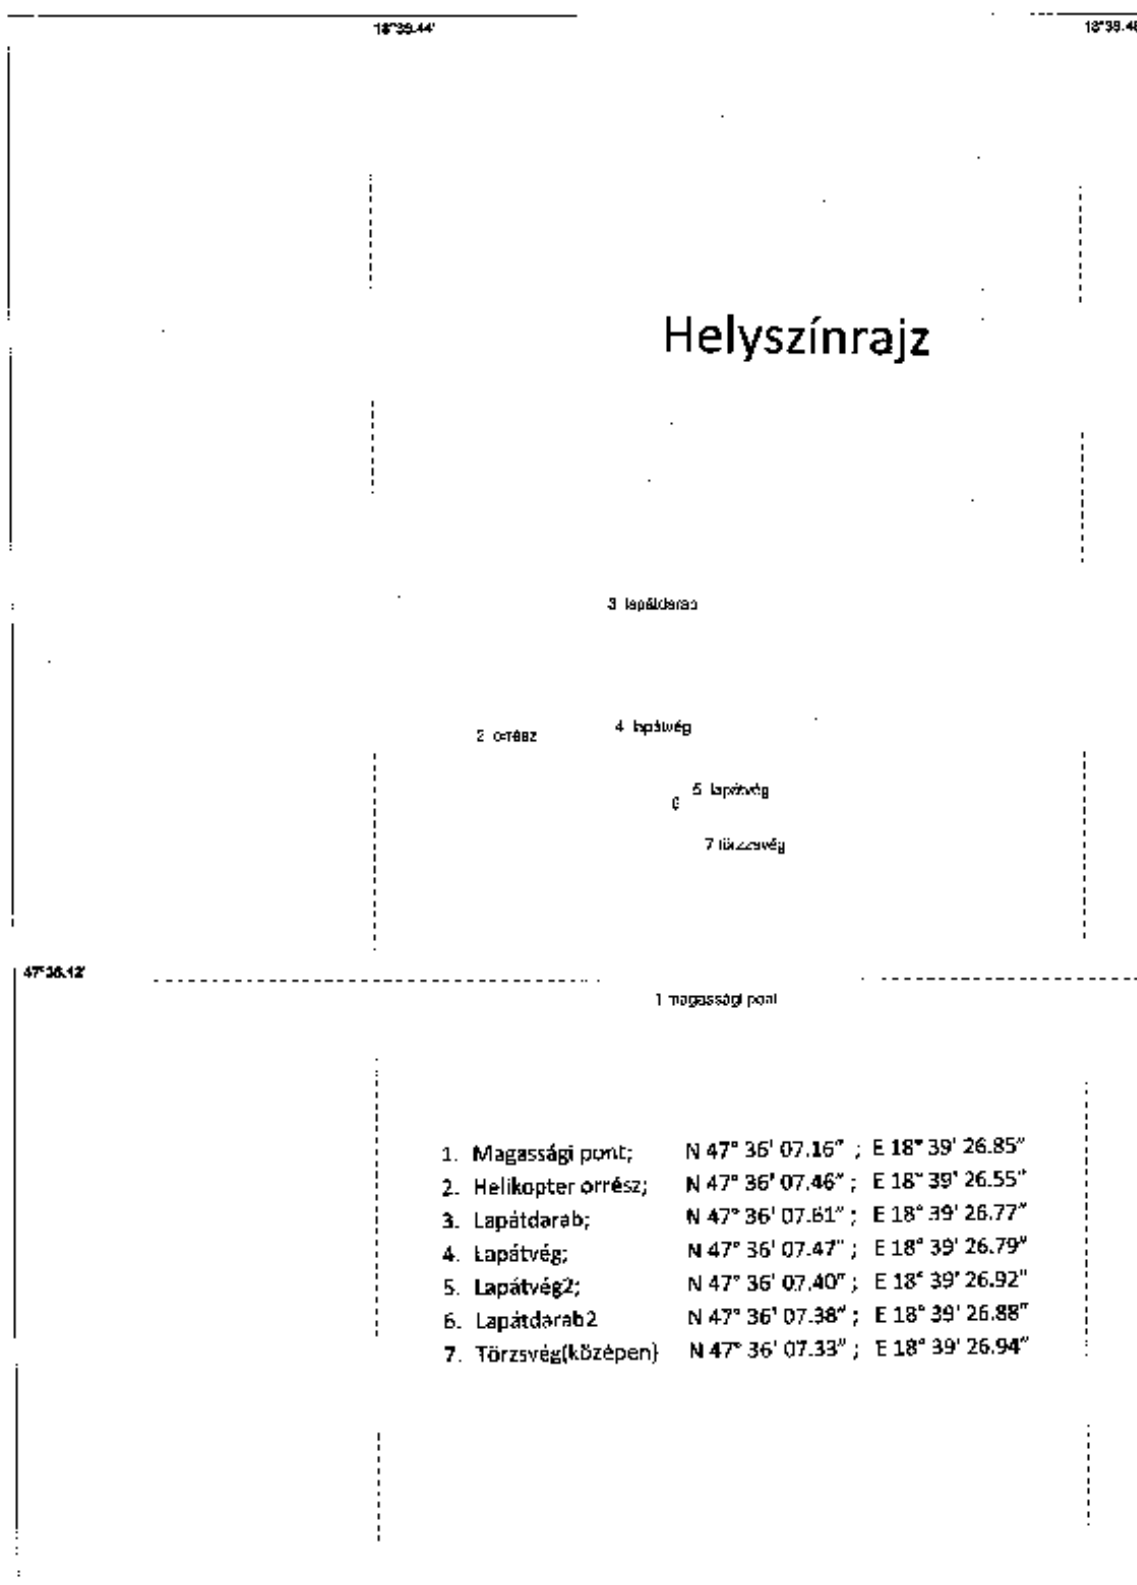 18°39.44'
Helyszínrajz
3 lapátdarab
4 lapátvég
2 orrész
5 lapátvég
6
7 törzsvég
47°36.12'
1 magassági pont
1. Magassági pont; N 47° 36' 07.16" ; E 18° 39' 26.85"
2. Helikopter orrész; N 47° 36' 07.46" ; E 18° 39' 26.55"
3. Lapátdarab; N 47° 36' 07.61" ; E 18° 39' 26.77"
4. Lapátvég; N 47° 36' 07.47" ; E 18° 39' 26.79"
5. Lapátvég2; N 47° 36' 07.40" ; E 18° 39' 26.92"
6. Lapátdarab2 N 47° 36' 07.38" ; E 18° 39' 26.88"
7. Törzsvég(középen) N 47° 36' 07.33" ; E 18° 39' 26.94"